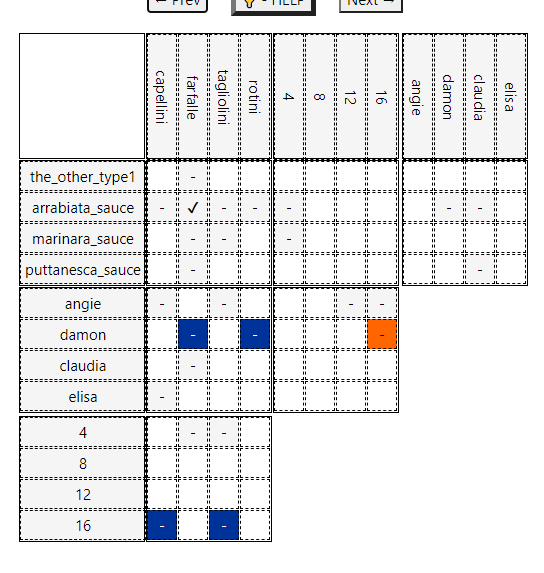 ← Prev
💡 - HELP
Next →
capellini farfalle tagliolini rotini 4 8 12 16 angie damon claudia elisa
the_other_type1 -
arrabiata_sauce - ✓ - - - - -
marinara_sauce - - -
puttanesca_sauce - -
angie - - - -
damon - - -
claudia -
elisa -
4 - -
8
12
16 - -